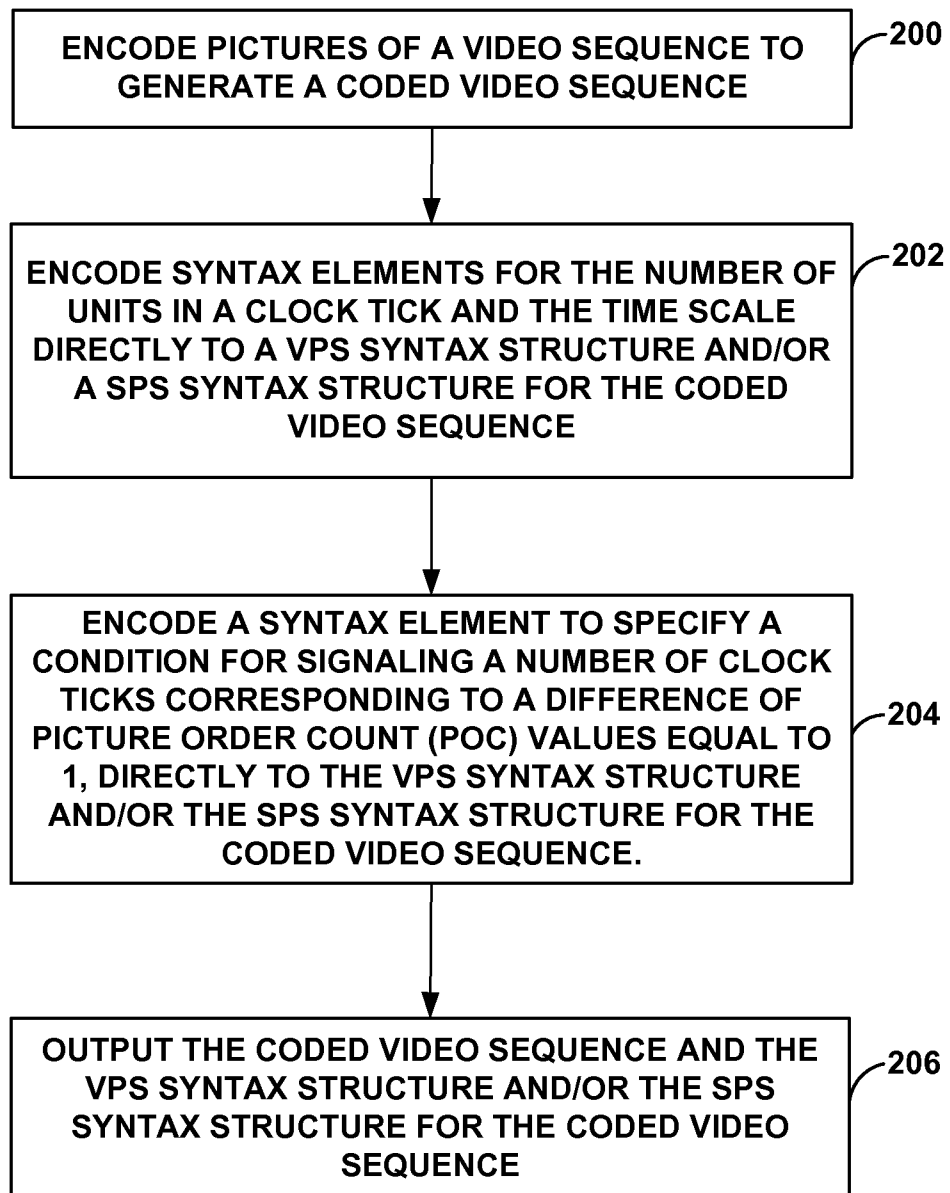 ENCODE PICTURES OF A VIDEO SEQUENCE TO
GENERATE A CODED VIDEO SEQUENCE
200
ENCODE SYNTAX ELEMENTS FOR THE NUMBER OF
UNITS IN A CLOCK TICK AND THE TIME SCALE
DIRECTLY TO A VPS SYNTAX STRUCTURE AND/OR
A SPS SYNTAX STRUCTURE FOR THE CODED
VIDEO SEQUENCE
202
ENCODE A SYNTAX ELEMENT TO SPECIFY A
CONDITION FOR SIGNALING A NUMBER OF CLOCK
TICKS CORRESPONDING TO A DIFFERENCE OF
PICTURE ORDER COUNT (POC) VALUES EQUAL TO
1, DIRECTLY TO THE VPS SYNTAX STRUCTURE
AND/OR THE SPS SYNTAX STRUCTURE FOR THE
CODED VIDEO SEQUENCE.
204
OUTPUT THE CODED VIDEO SEQUENCE AND THE
VPS SYNTAX STRUCTURE AND/OR THE SPS
SYNTAX STRUCTURE FOR THE CODED VIDEO
SEQUENCE
206